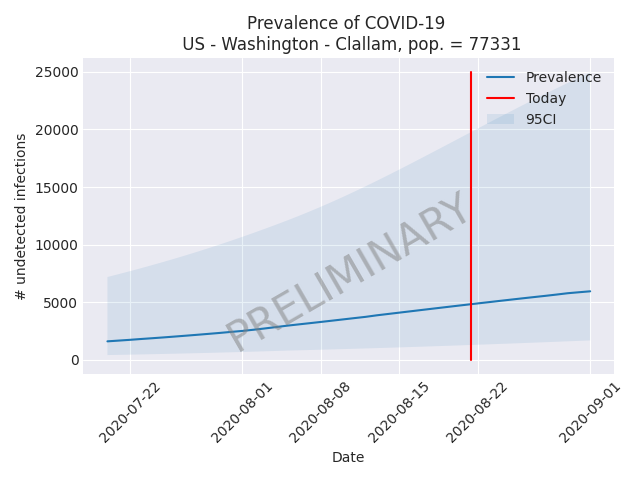 Prevalence of COVID-19
US - Washington - Clallam, pop. = 77331
25000
20000
15000
10000
5000
0
# undetected infections
Prevalence
Today
95CI
PRELIMINARY
2020-07-22
2020-08-01
2020-08-08
2020-08-15
2020-08-22
2020-09-01
Date